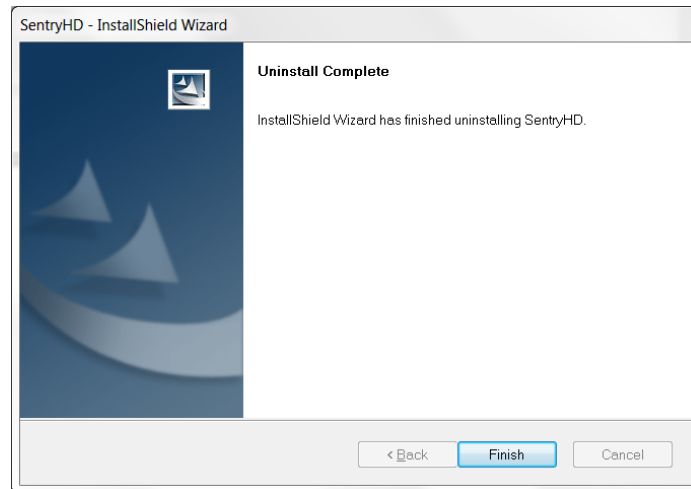 SentryHD - InstallShield Wizard
Uninstall Complete
InstallShield Wizard has finished uninstalling SentryHD.
< Back Finish Cancel